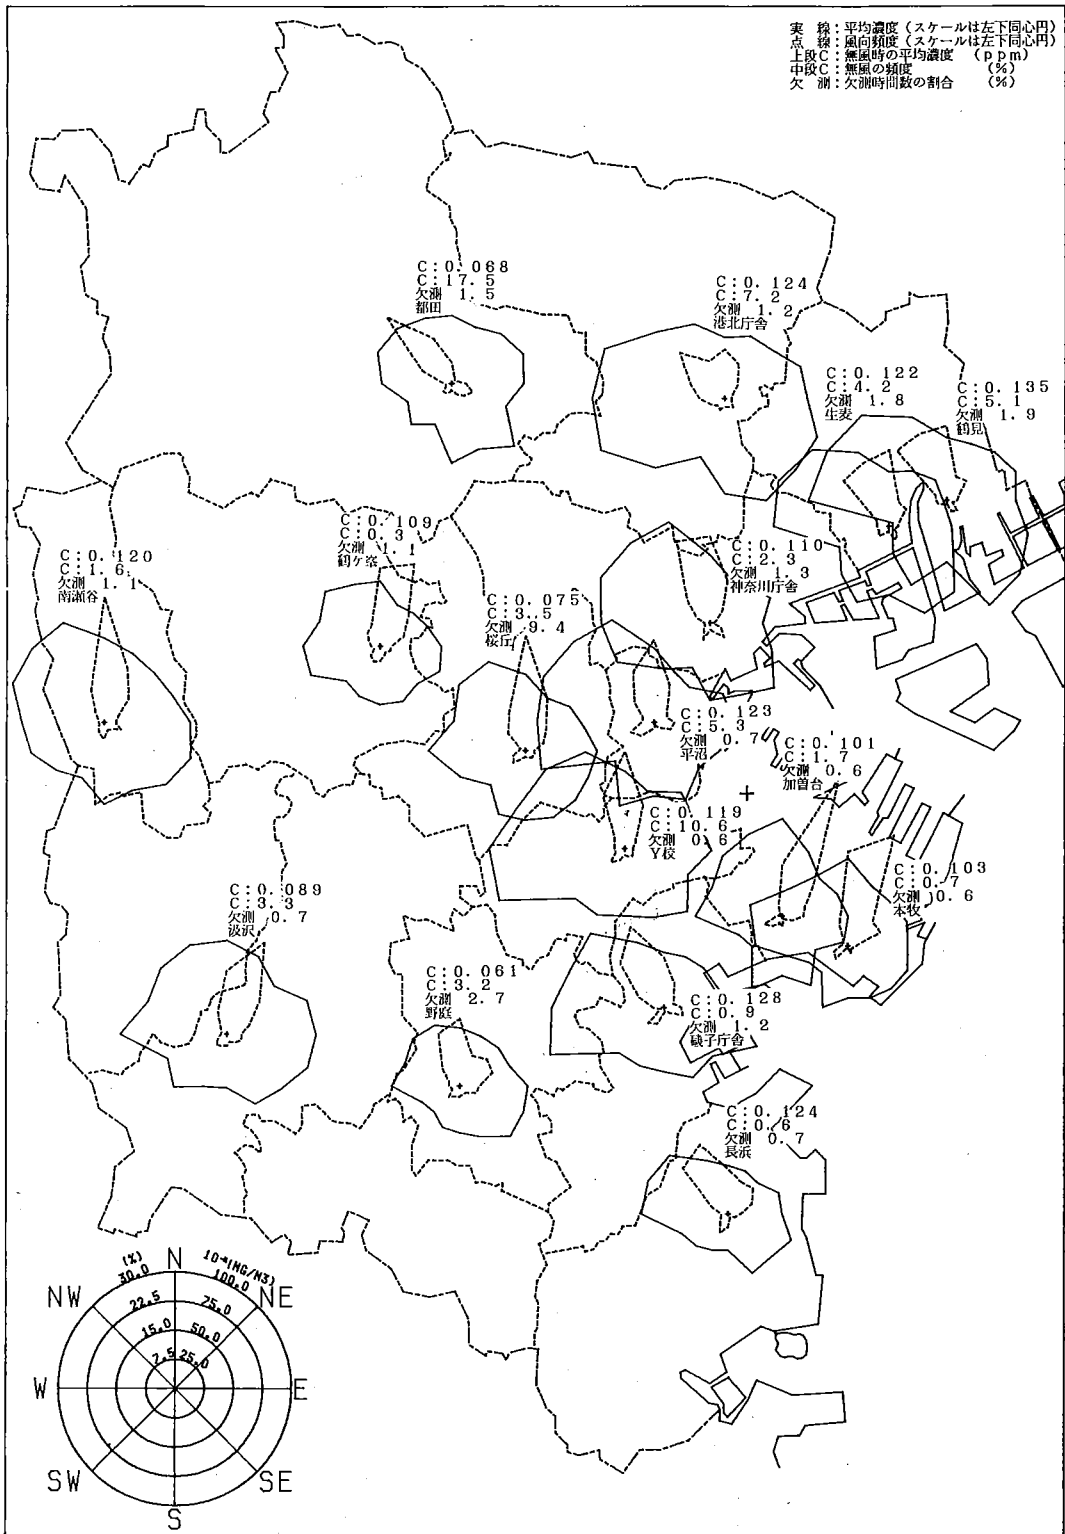 実　線：平均濃度（スケールは左下同心円）
点　線：風向頻度（スケールは左下同心円）
上段C：無風時の平均濃度　（ppm）
中段C：無風の頻度　（%）
欠　測：欠測時間数の割合　（%）
C：0.068
C：17.5
欠測　1.5
都田
C：0.124
C：7.2
欠測　1.2
港北庁舎
C：0.122
C：4.2
欠測　1.8
生麦
C：0.135
C：5.1
欠測　1.9
鶴見
C：0.109
C：0.3
欠測　1.1
鶴ケ峯
C：0.120
C：1.6
欠測　1.1
南瀬谷
C：0.110
C：2.3
欠測　1.3
神奈川庁舎
C：0.075
C：3.5
欠測　9.4
桜丘
C：0.123
C：5.3
欠測　0.7
平沼
C：0.101
C：1.7
欠測　0.6
加曽台
C：0.119
C：10.6
欠測　0.6
Y校
C：0.103
C：0.7
欠測　0.6
本牧
C：0.089
C：3.3
欠測　0.7
汲沢
C：0.061
C：3.2
欠測　2.7
野庭
C：0.128
C：0.9
欠測　1.2
磯子庁舎
C：0.124
C：0.6
欠測　0.7
長浜
(%)
30.0
N
(MG/M3)
100.0
NW
22.5
75.0
NE
15.0
50.0
7.5
25.0
W
E
SW
SE
S